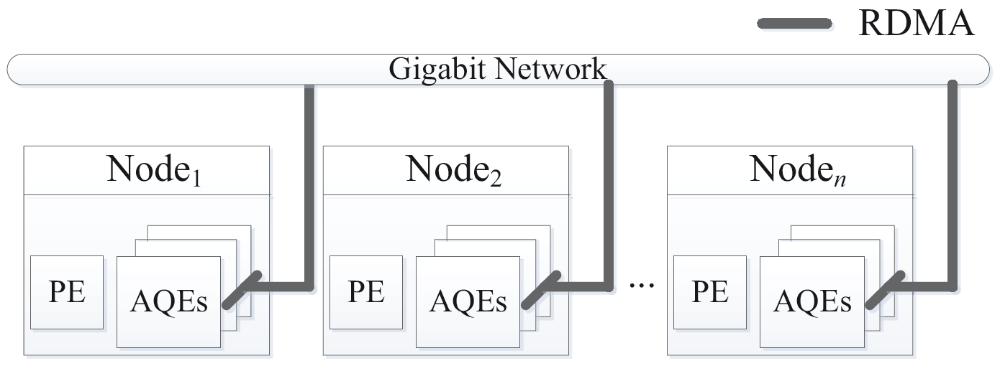 RDMA
Gigabit Network
Node₁ Node₂ Nodeₙ
PE AQEs PE AQEs ... PE AQEs